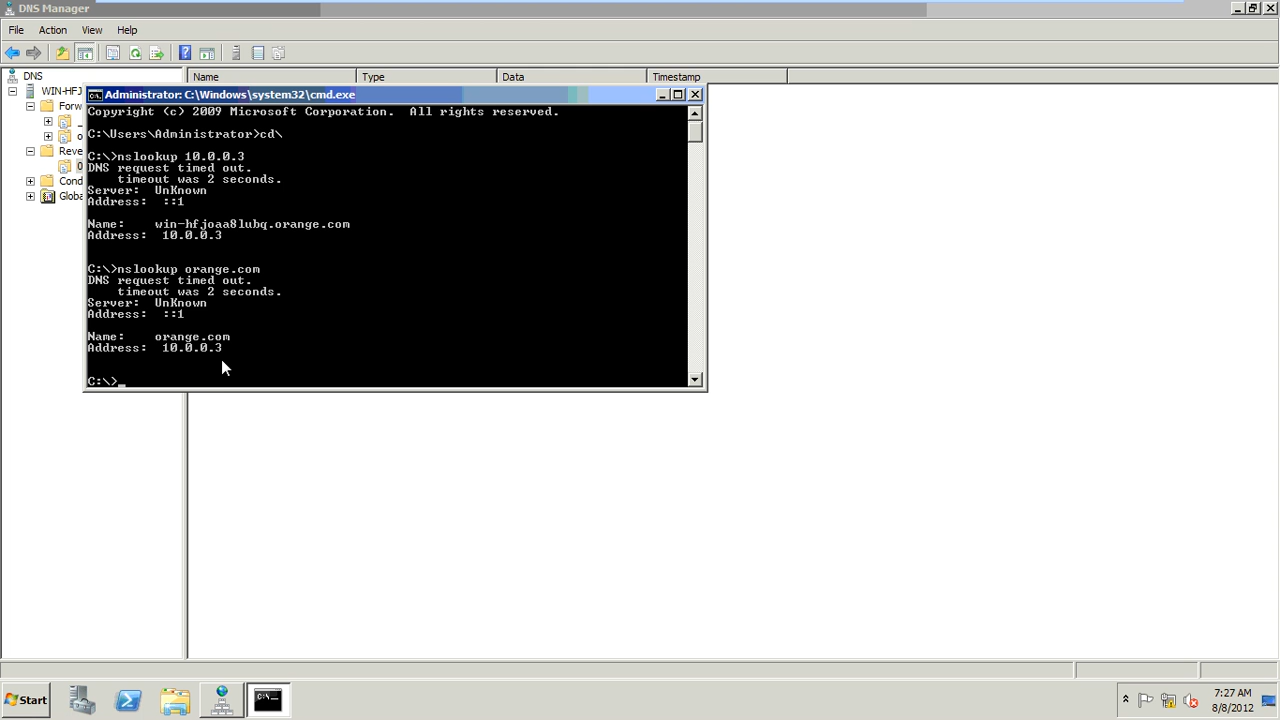 DNS Manager
File Action View Help
DNS
Name Type Data Timestamp
WIN-HFJ
Forw
Reve
Cond
Globa
Administrator: C:\Windows\system32\cmd.exe
Copyright (c) 2009 Microsoft Corporation. All rights reserved.
C:\Users\Administrator>cd\
C:\>nslookup 10.0.0.3
DNS request timed out.
timeout was 2 seconds.
Server: UnKnown
Address: ::1
Name: win-hfjoaa8lubq.orange.com
Address: 10.0.0.3
C:\>nslookup orange.com
DNS request timed out.
timeout was 2 seconds.
Server: UnKnown
Address: ::1
Name: orange.com
Address: 10.0.0.3
C:\>_
Start
7:27 AM
8/8/2012